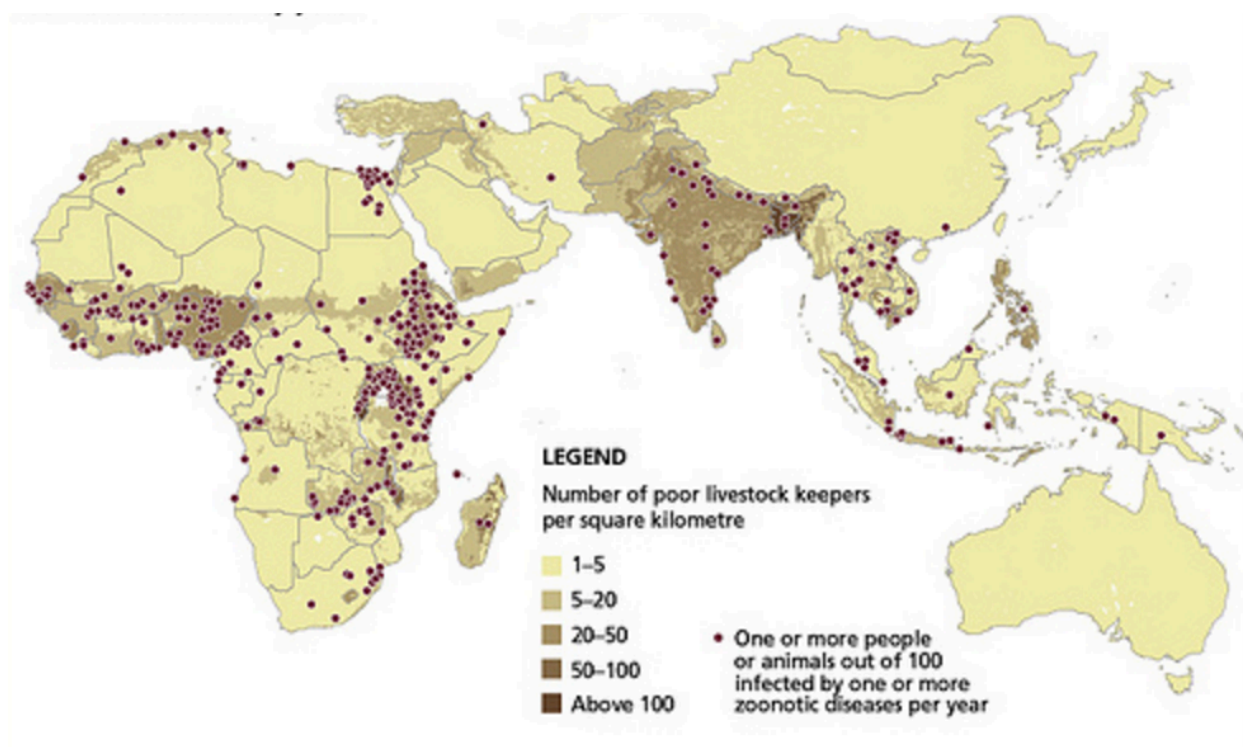 LEGEND
Number of poor livestock keepers
per square kilometre
1–5
5–20
20–50
50–100
Above 100
One or more people
or animals out of 100
infected by one or more
zoonotic diseases per year